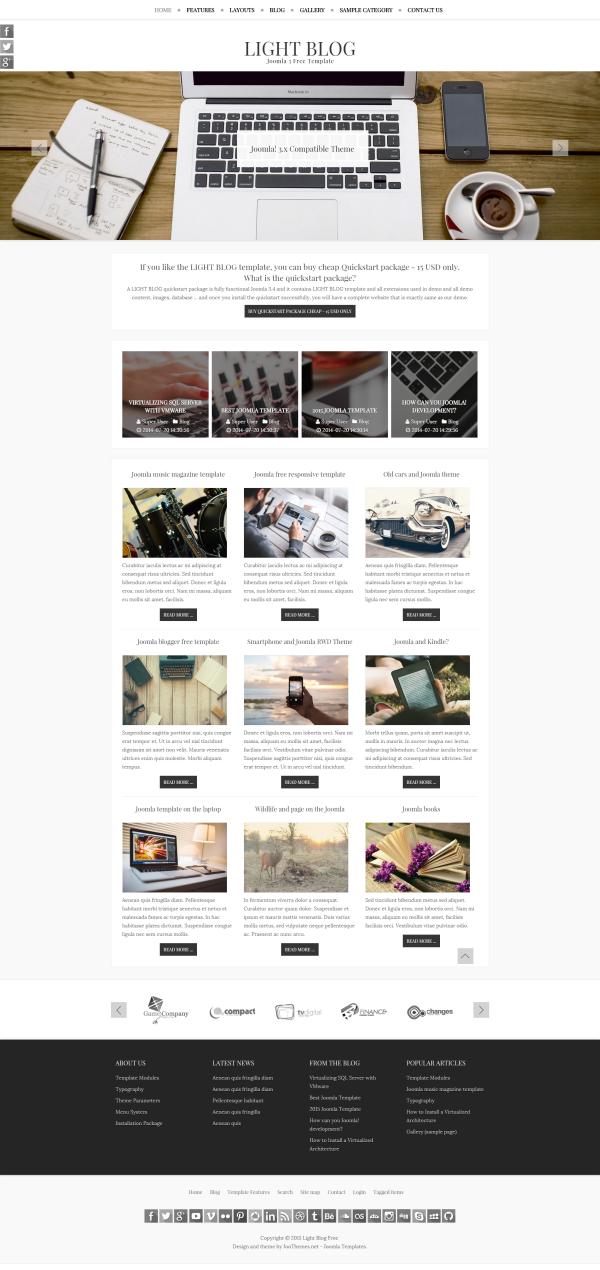 HOME FEATURES LAYOUTS BLOG GALLERY SAMPLE CATEGORY CONTACT US
LIGHT BLOG
Joomla 3 Free Template
Joomla! 3.x Compatible Theme
If you like the LIGHT BLOG template, you can buy cheap Quickstart package - 15 USD only.
What is the quickstart package?
A LIGHT BLOG quickstart package is fully functional Joomla 3.4 and it contains LIGHT BLOG template and all extensions used in demo and all demo
content, images, database ... and once you install the quickstart successfully, you will have a complete website that is exactly same as our demo.
BUY QUICKSTART PACKAGE CHEAP - 15 USD ONLY
VIRTUALIZING SQL SERVER
WITH VMWARE
Super User Blog
2014-07-20 14:30:56
BEST JOOMLA TEMPLATE
Super User Blog
2014-07-20 14:30:37
2015 JOOMLA TEMPLATE
Super User Blog
2014-07-20 14:30:14
HOW CAN YOU JOOMLA!
DEVELOPMENT?
Super User Blog
2014-07-20 14:29:56
Joomla music magazine template
Curabitur iaculis lectus ac mi adipiscing at
consequat risus ultricies. Sed tincidunt
bibendum metus sed aliquet. Donec et ligula
eros, non lobortis orci. Nam mi massa, aliquam
eu mollis sit amet, facilisis.
READ MORE ...
Joomla free responsive template
Curabitur iaculis lectus ac mi adipiscing at
consequat risus ultricies. Sed tincidunt
bibendum metus sed aliquet. Donec et ligula
eros, non lobortis orci. Nam mi massa, aliquam
eu mollis sit amet, facilisis.
READ MORE ...
Old cars and Joomla theme
Aenean quis fringilla diam. Pellentesque
habitant morbi tristique senectus et netus et
malesuada fames ac turpis egestas. In hac
habitasse platea dictumst. Suspendisse congue
ligula nec sem cursus mollis.
READ MORE ...
Joomla blogger free template
Suspendisse sagittis porttitor nisi, quis congue
erat tempor et. Ut in arcu vel nisl tincidunt
dignissim sit amet non velit. Mauris venenatis
ultrices enim quis molestie. Morbi aliquam
tempus.
READ MORE ...
Smartphone and Joomla RWD Theme
Donec et ligula eros, non lobortis orci. Nam mi
massa, aliquam eu mollis sit amet, facilisis
facilisis orci. Vestibulum vitae pulvinar odio.
Suspendisse sagittis porttitor nisi, quis congue
erat tempor et. Ut in arcu vel nisl tincidunt.
READ MORE ...
Joomla and Kindle?
Morbi tellus quam, porta sit amet suscipit ut,
mollis in mauris. In auctor magna nec lectus
adipiscing bibendum. Curabitur iaculis lectus ac
mi adipiscing at consequat risus ultricies. Sed
tincidunt bibendum.
READ MORE ...
Joomla template on the laptop
Aenean quis fringilla diam. Pellentesque
habitant morbi tristique senectus et netus et
malesuada fames ac turpis egestas. In hac
habitasse platea dictumst. Suspendisse congue
ligula nec sem cursus mollis.
READ MORE ...
Wildlife and page on the Joomla
In fermentum viverra dolor a consequat.
Curabitur auctor quam dolor. Suspendisse et
ipsum et mauris mattis venenatis. Duis varius
mollis metus, sed vulputate neque pellentesque
ac. Praesent ac nunc arcu.
READ MORE ...
Joomla books
Sed tincidunt bibendum metus sed aliquet.
Donec et ligula eros, non lobortis orci. Nam mi
massa, aliquam eu mollis sit amet, facilisis
facilisis orci. Vestibulum vitae pulvinar odio.
READ MORE ...
GameCompany
compact
tvdigital
FINANCE
changes
ABOUT US
Template Modules
Typography
Theme Parameters
Menu System
Installation Package
LATEST NEWS
Aenean quis fringilla diam
Aenean quis fringilla diam
Pellentesque habitant
Aenean quis fringilla
Aenean quis
FROM THE BLOG
Virtualizing SQL Server with
VMware
Best Joomla Template
2015 Joomla Template
How can you Joomla!
development?
How to Install a Virtualized
Architecture
POPULAR ARTICLES
Template Modules
Joomla music magazine template
Typography
How to Install a Virtualized
Architecture
Gallery (sample page)
Home Blog Template Features Search Site map Contact Login Tagged items
Copyright © 2015 Light Blog Free
Design and theme by JooThemes.net - Joomla Templates.